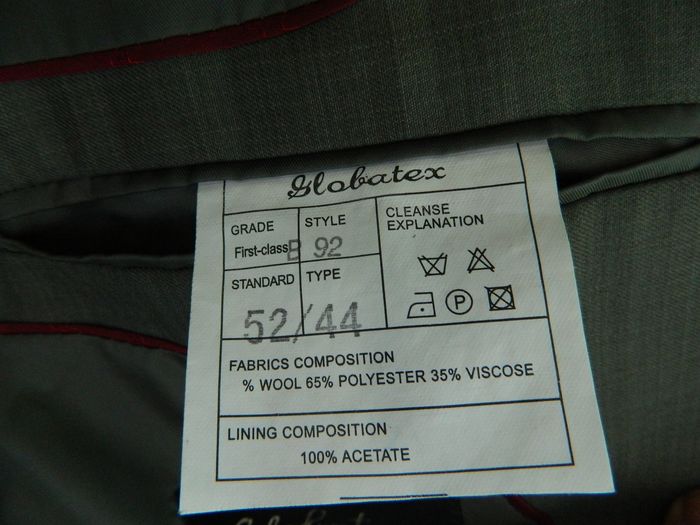 Globatex
GRADE
First-class
STYLE
B 92
CLEANSE
EXPLANATION
STANDARD
TYPE
52/44
P
FABRICS COMPOSITION
% WOOL 65% POLYESTER 35% VISCOSE
LINING COMPOSITION
100% ACETATE